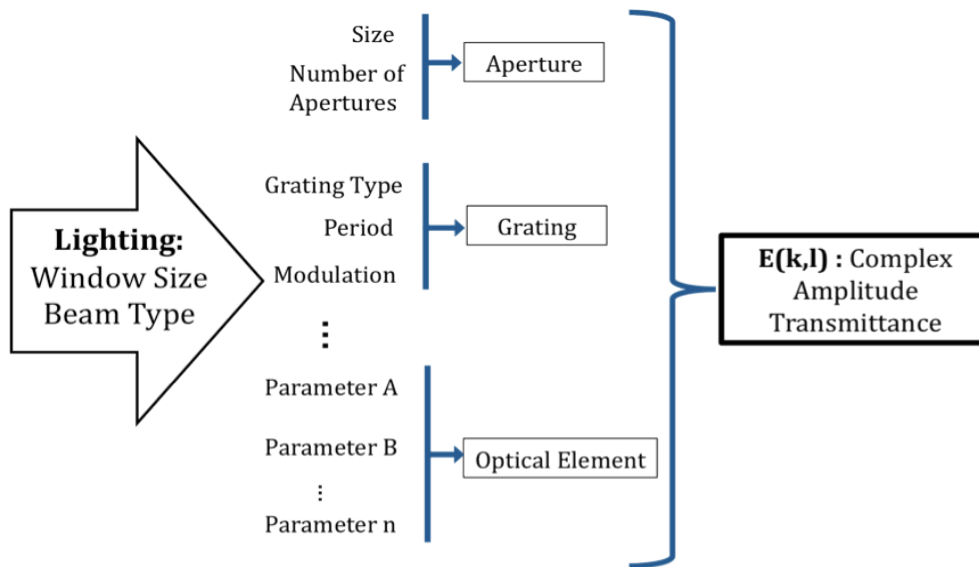 Lighting:
Window Size
Beam Type
Size
Number of
Apertures
Aperture
Grating Type
Period
Modulation
Grating
⋮
Parameter A
Parameter B
⋮
Parameter n
Optical Element
E(k,l) : Complex
Amplitude
Transmittance